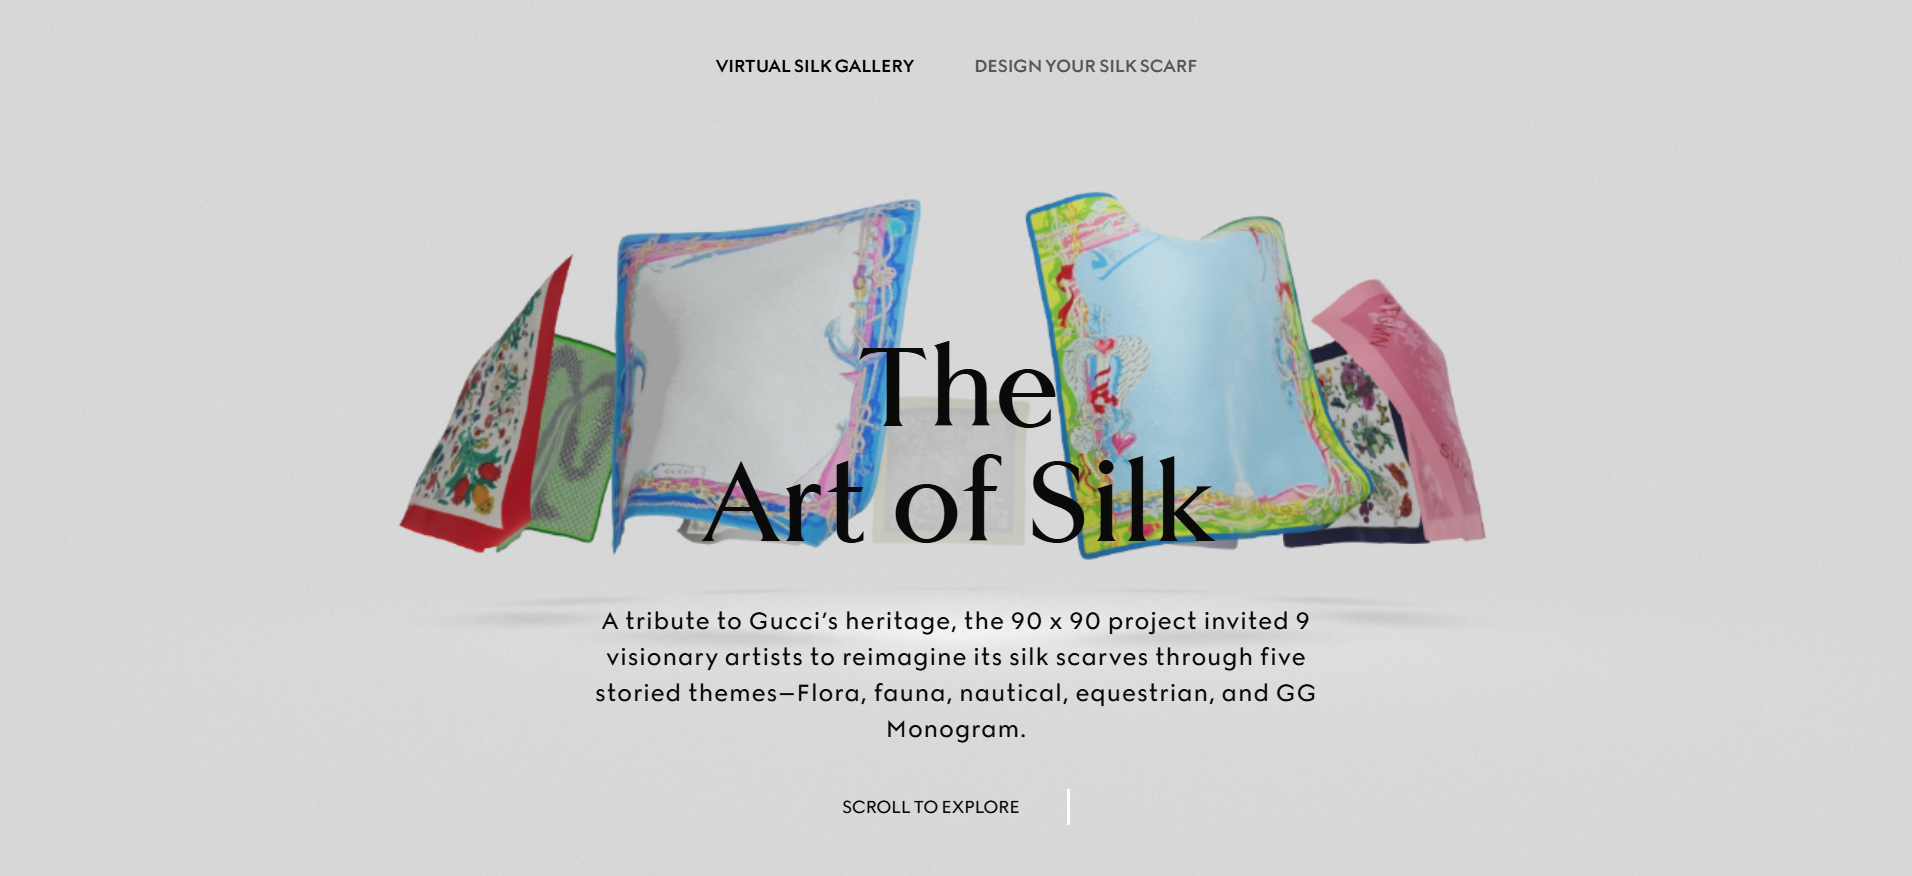 VIRTUAL SILK GALLERY
DESIGN YOUR SILK SCARF
The
Art of Silk
GUCCI
A tribute to Gucci’s heritage, the 90 x 90 project invited 9
visionary artists to reimagine its silk scarves through five
storied themes—Flora, fauna, nautical, equestrian, and GG
Monogram.
SCROLL TO EXPLORE